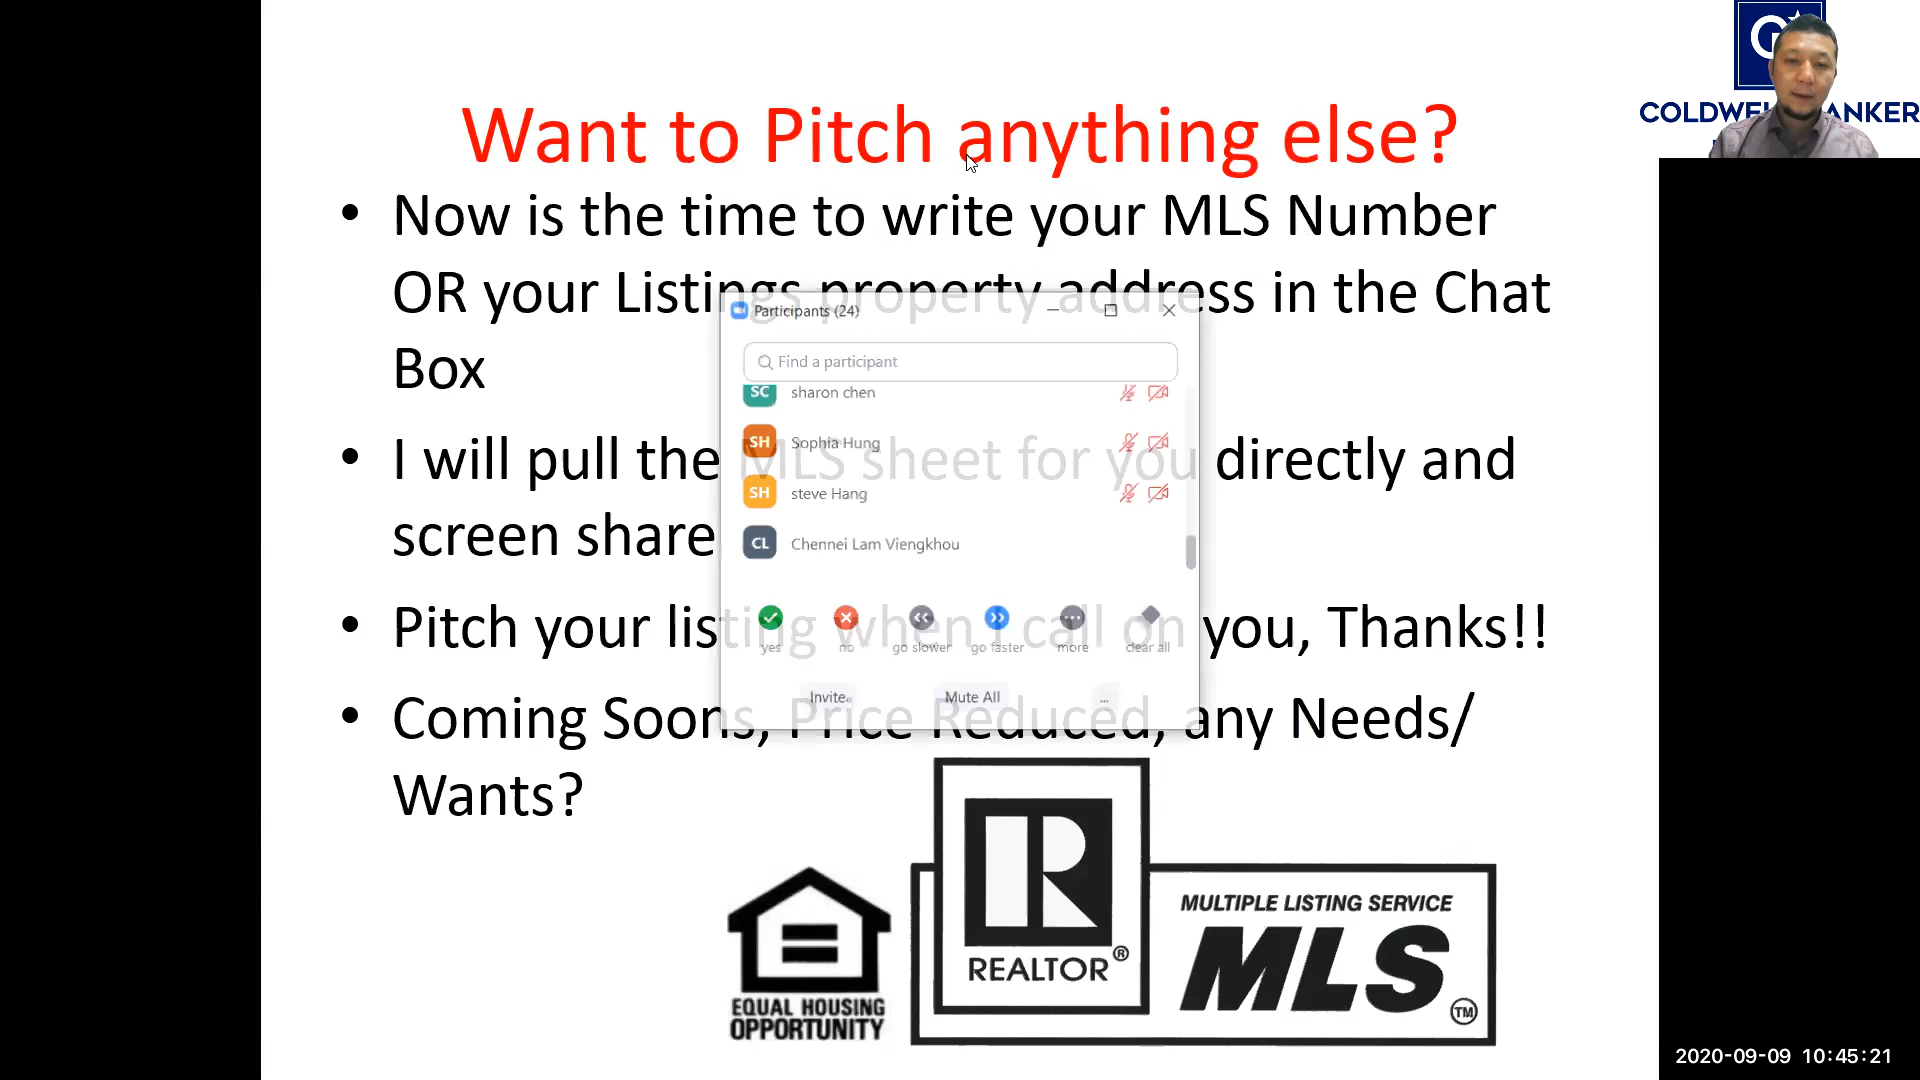 Want to Pitch anything else?
• Now is the time to write your MLS Number
OR your Listings property address in the Chat
Box
• I will pull the MLS sheet for you directly and
screen share
• Pitch your listing when I call on you, Thanks!!
• Coming Soons, Price Reduced, any Needs/
Wants?
Participants (24)
Find a participant
SC sharon chen
SH Sophia Hung
SH steve Hang
CL Chennei Lam Viengkhou
yes no go slower go faster more clear all
Invite Mute All ...
EQUAL HOUSING
OPPORTUNITY
R
REALTOR®
MULTIPLE LISTING SERVICE
MLS TM
G
COLDWE ANKER
2020-09-09 10:45:21